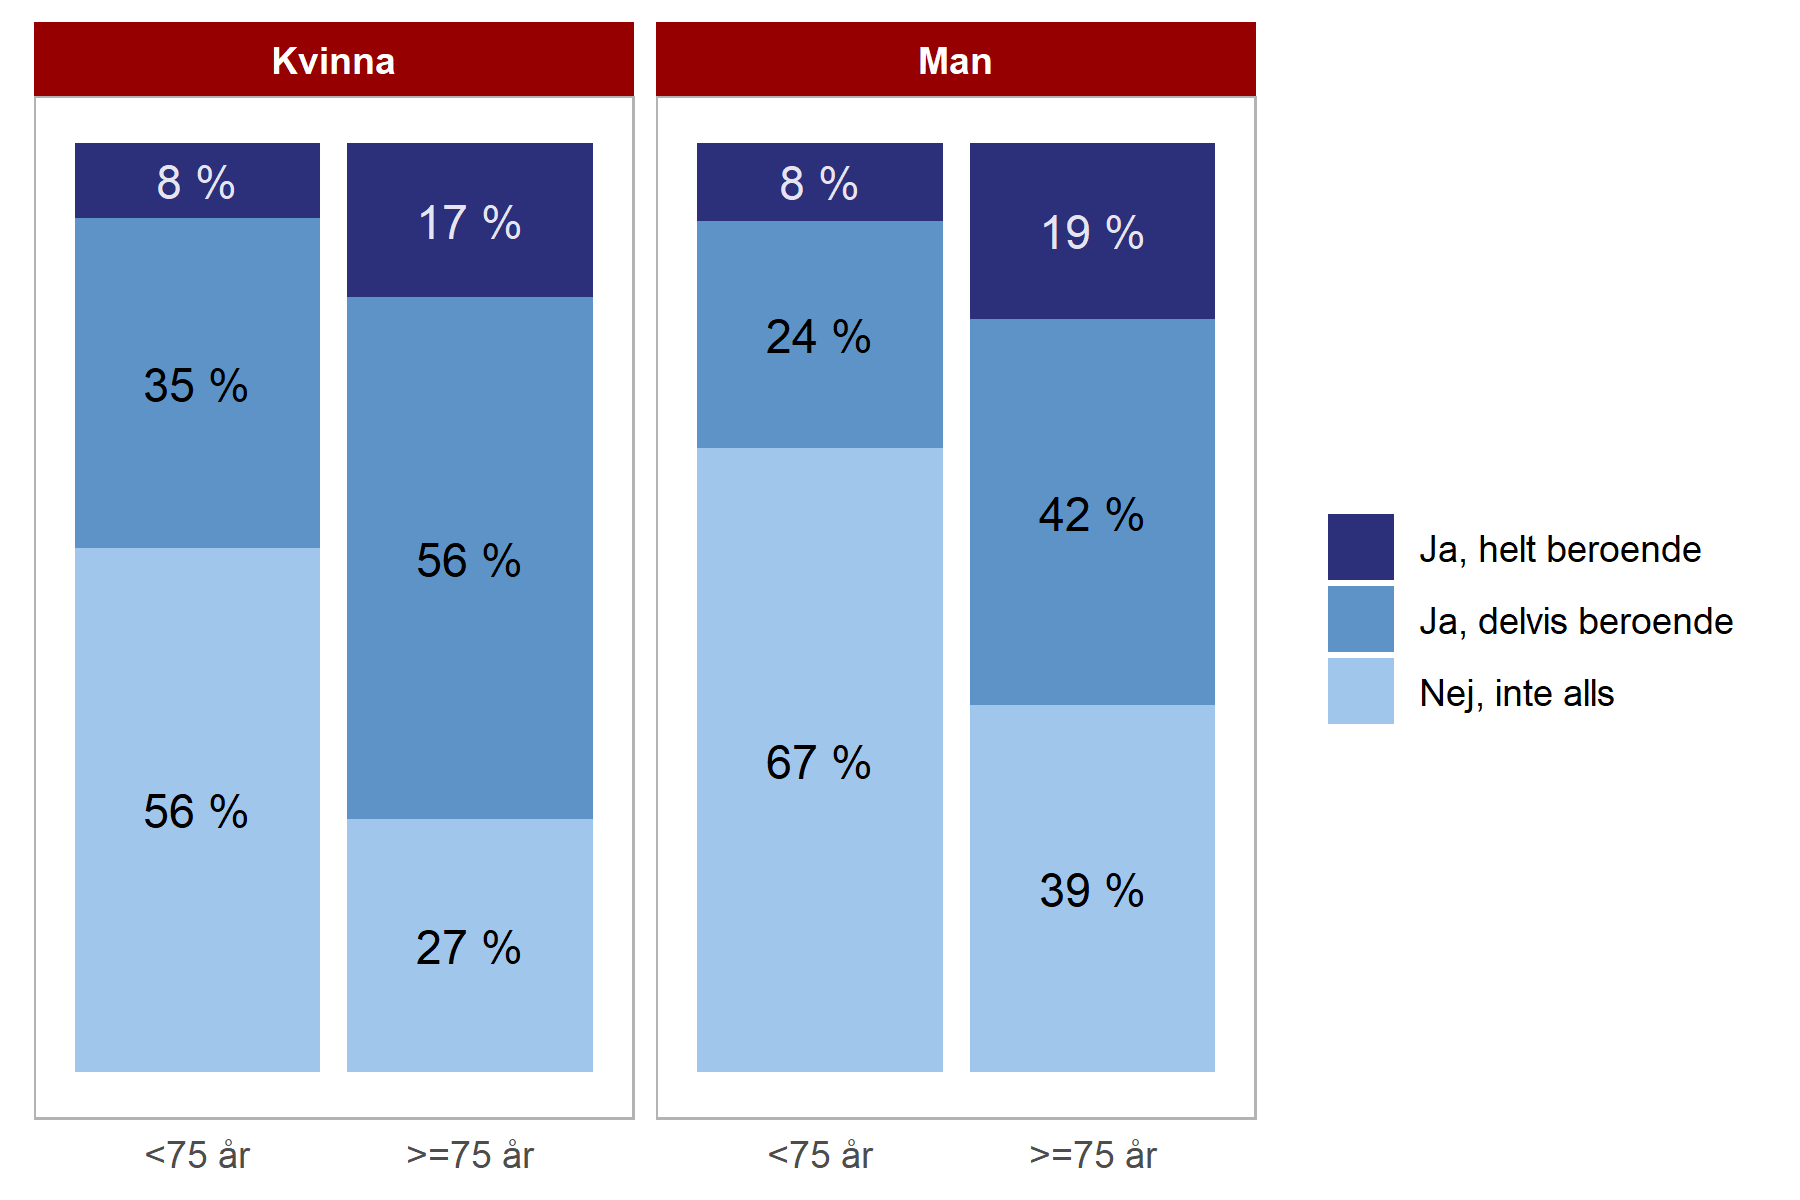 Kvinna
Man
8 %
17 %
35 %
56 %
56 %
27 %
8 %
19 %
24 %
42 %
67 %
39 %
<75 år
>=75 år
<75 år
>=75 år
Ja, helt beroende
Ja, delvis beroende
Nej, inte alls